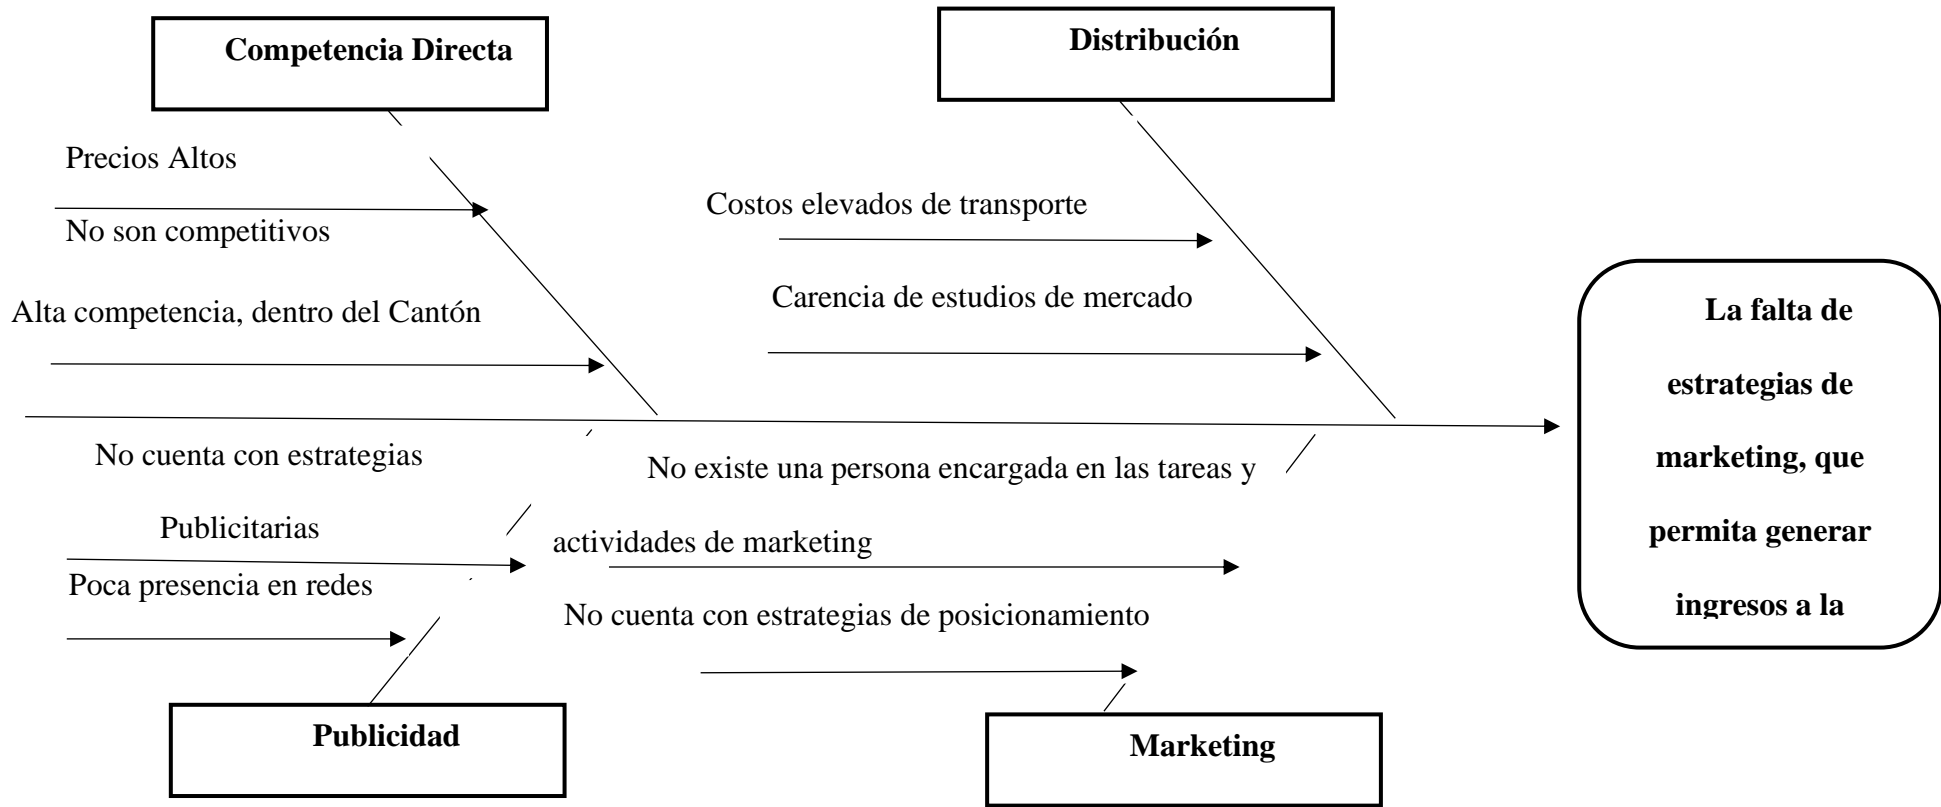 Competencia Directa
Distribución
Precios Altos
No son competitivos
Alta competencia, dentro del Cantón
Costos elevados de transporte
Carencia de estudios de mercado
La falta de
estrategias de
marketing, que
permita generar
ingresos a la
No cuenta con estrategias
Publicitarias
Poca presencia en redes
No existe una persona encargada en las tareas y
actividades de marketing
No cuenta con estrategias de posicionamiento
Publicidad
Marketing